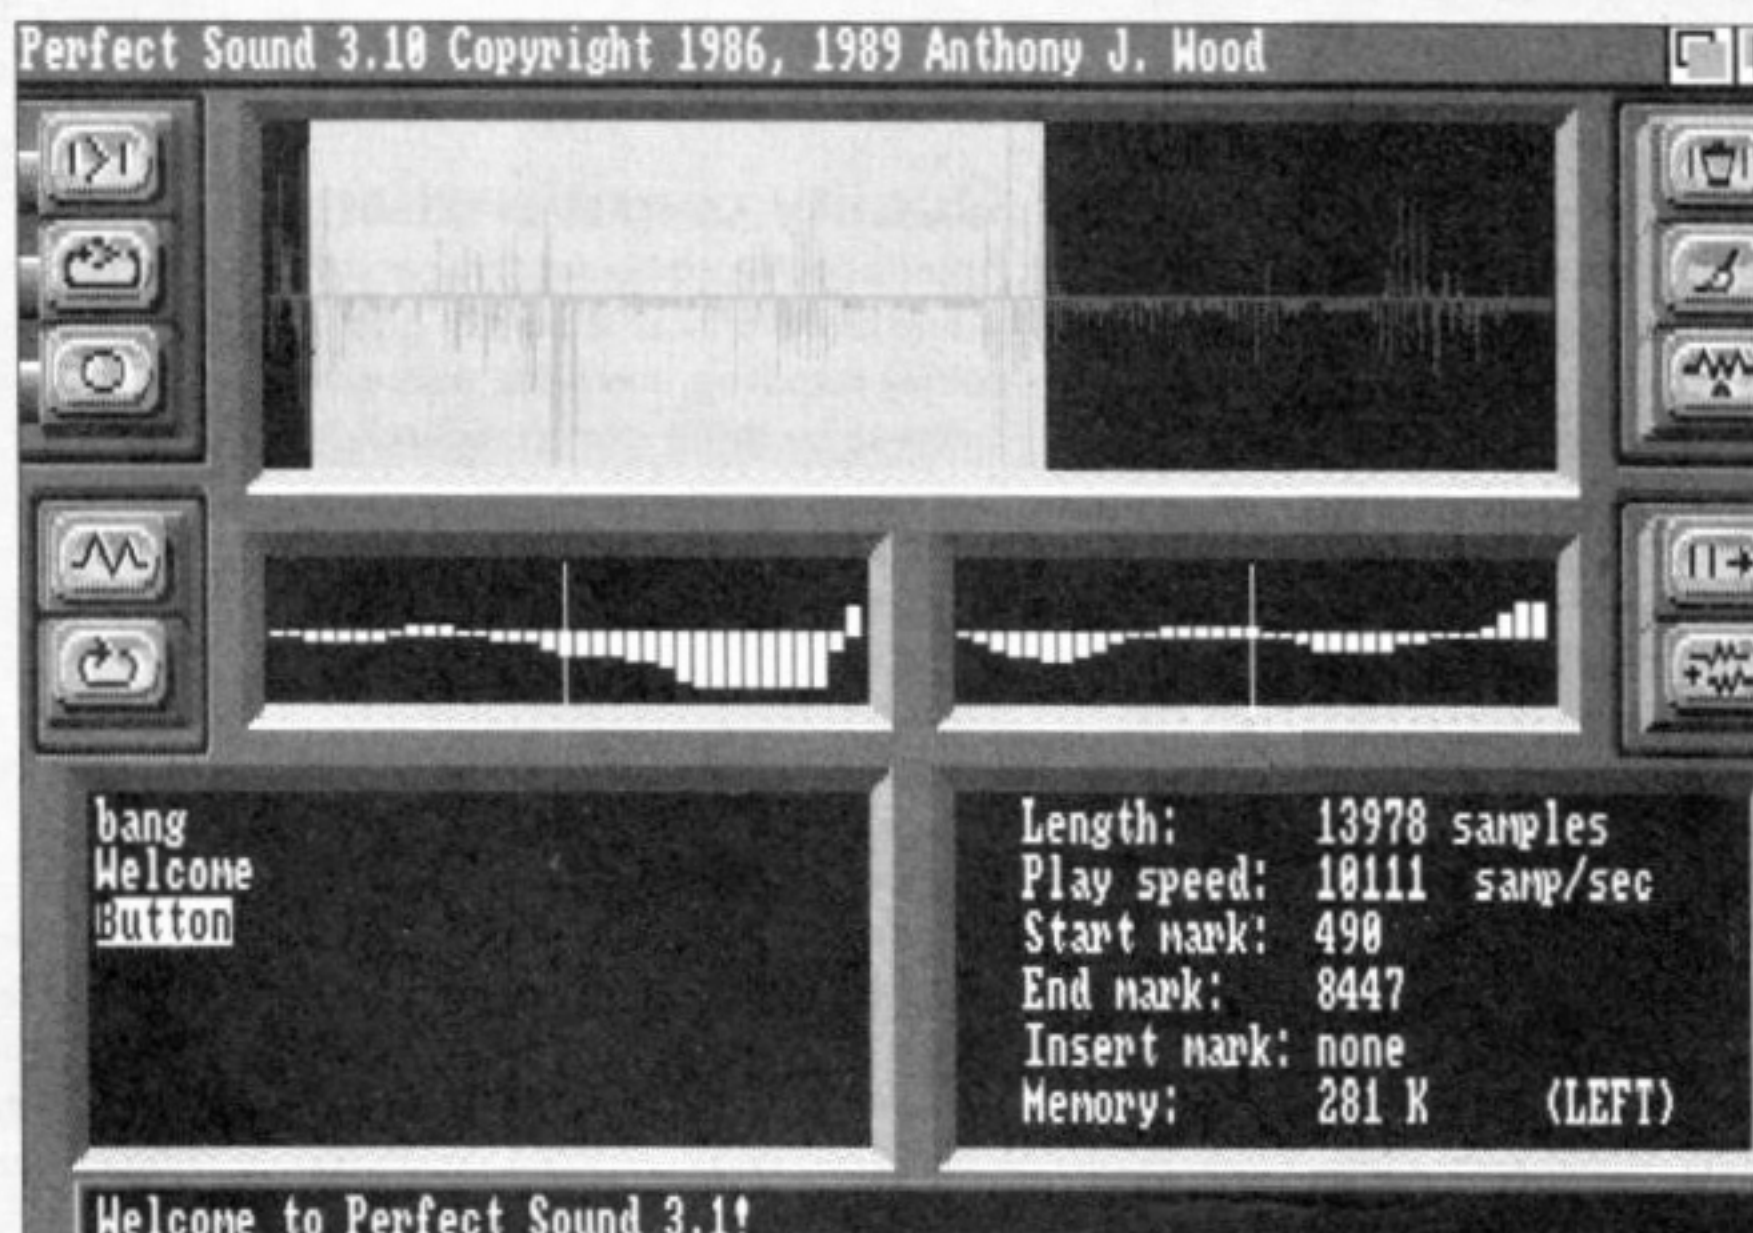 Perfect Sound 3.10 Copyright 1986, 1989 Anthony J. Wood
bang
Welcome
Button
Length: 13978 samples
Play speed: 10111 samp/sec
Start mark: 490
End mark: 8447
Insert mark: none
Memory: 281 K (LEFT)
Welcome to Perfect Sound 3.1!